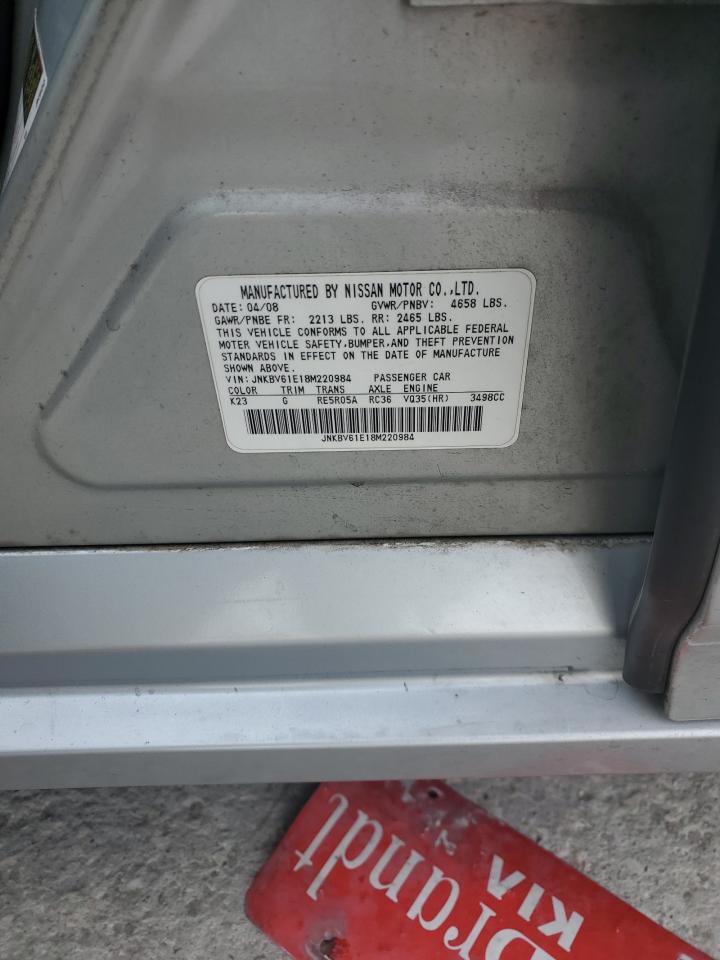 MANUFACTURED BY NISSAN MOTOR CO.,LTD.
DATE: 04/08 GVWR/PNBV: 4658 LBS.
GAWR/PNBE FR: 2213 LBS. RR: 2465 LBS.
THIS VEHICLE CONFORMS TO ALL APPLICABLE FEDERAL
MOTER VEHICLE SAFETY,BUMPER,AND THEFT PREVENTION
STANDARDS IN EFFECT ON THE DATE OF MANUFACTURE
SHOWN ABOVE.
VIN: JNKBV61E18M220984 PASSENGER CAR
COLOR TRIM TRANS AXLE ENGINE
K23 G RE5R05A RC36 VQ35(HR) 3498CC
JNKBV61E18M220984
Brandt
KIA